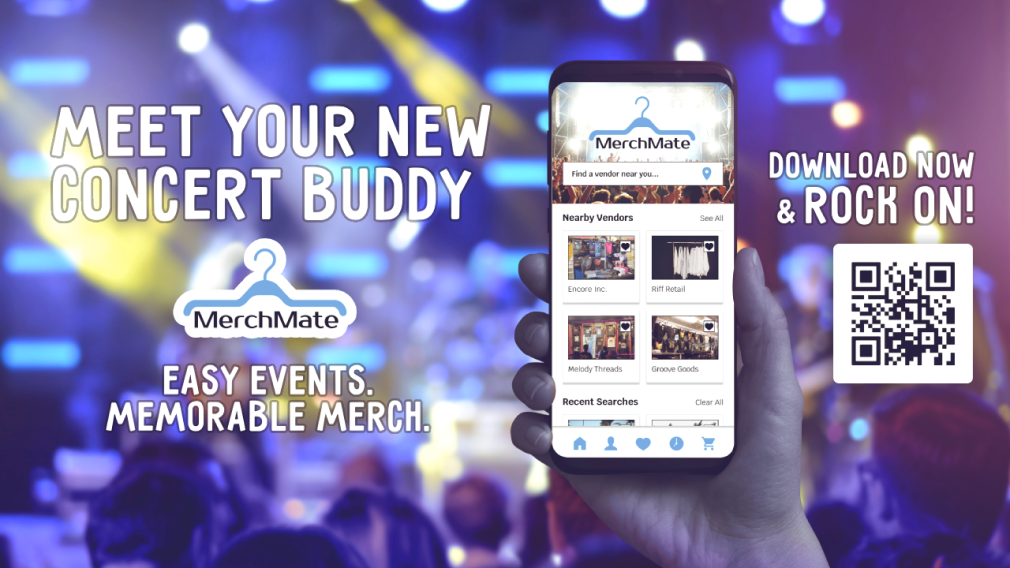 MEET YOUR NEW
CONCERT BUDDY
MerchMate
EASY EVENTS.
MEMORABLE MERCH.
MerchMate
Find a vendor near you...
Nearby Vendors
See All
Encore Inc.
Riff Retail
Melody Threads
Groove Goods
Recent Searches
Clear All
DOWNLOAD NOW
& ROCK ON!